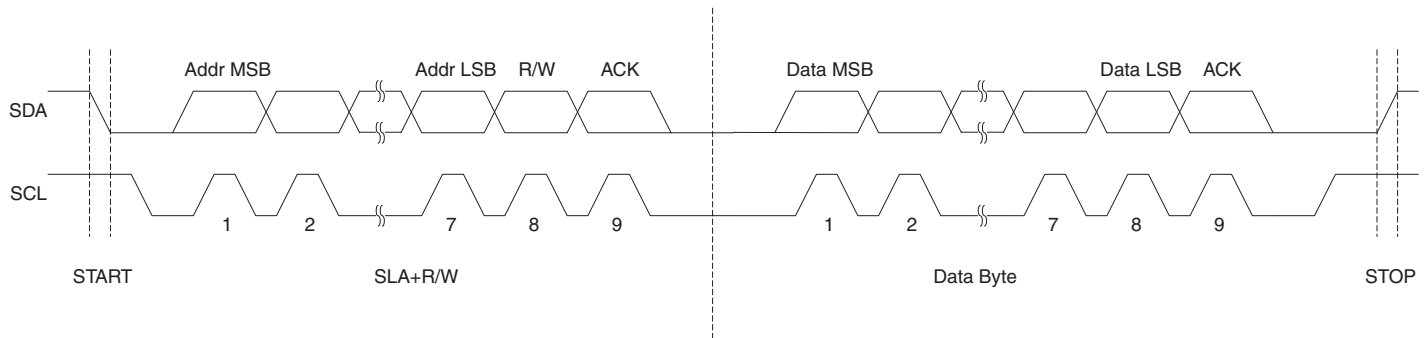 Addr MSB Addr LSB R/W ACK Data MSB Data LSB ACK
SDA
SCL
1 2 7 8 9 1 2 7 8 9
START SLA+R/W Data Byte STOP